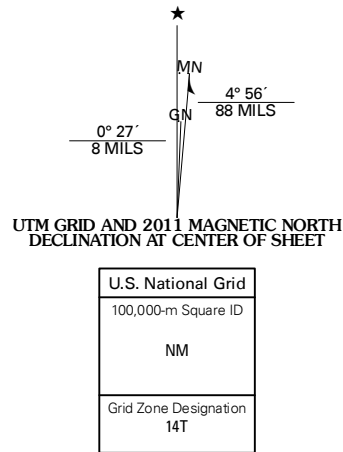 ★
MN
4° 56´
88 MILS
GN
0° 27´
8 MILS
UTM GRID AND 2011 MAGNETIC NORTH
DECLINATION AT CENTER OF SHEET
U.S. National Grid
100,000-m Square ID
NM
Grid Zone Designation
14T